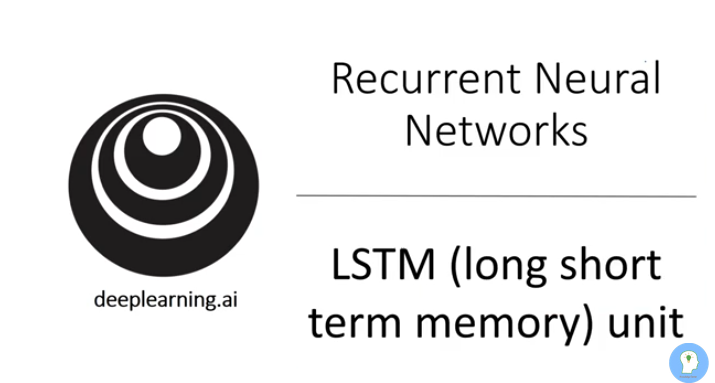 Recurrent Neural
Networks
LSTM (long short
term memory) unit
deeplearning.ai